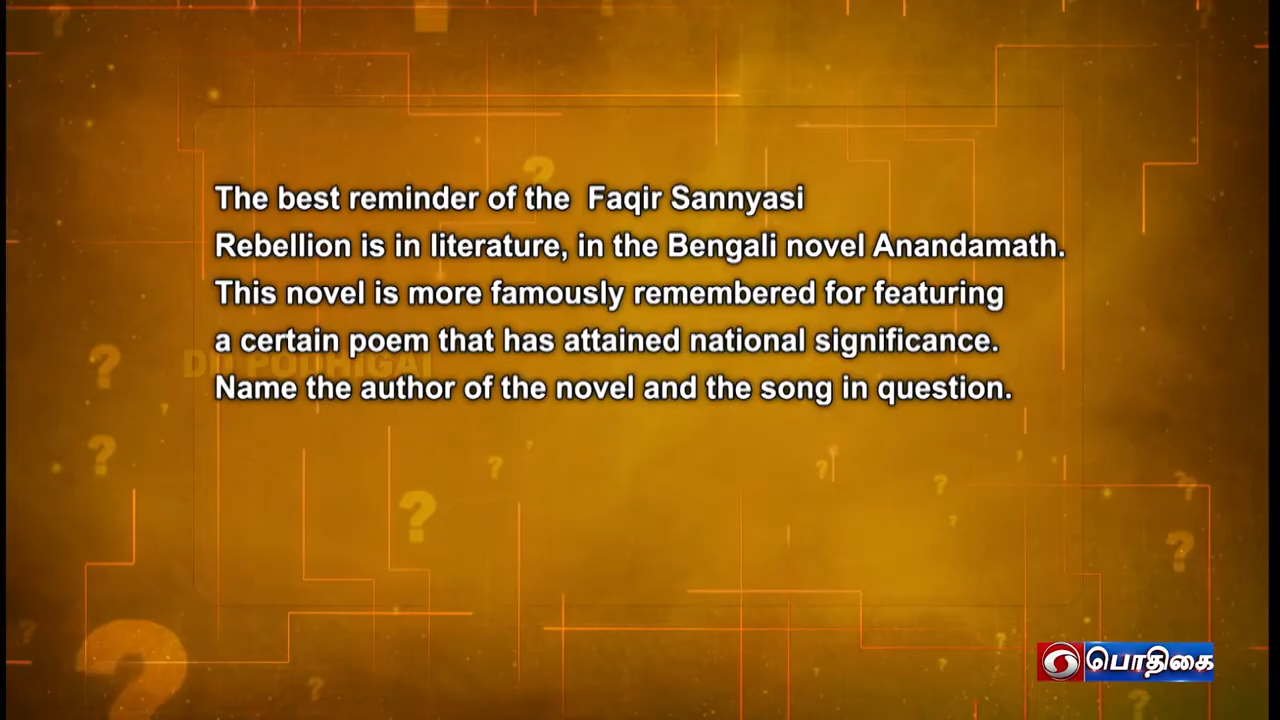 The best reminder of the Faqir Sannyasi
Rebellion is in literature, in the Bengali novel Anandamath.
This novel is more famously remembered for featuring
a certain poem that has attained national significance.
DD PODHIGAI
Name the author of the novel and the song in question.
பொதிகை